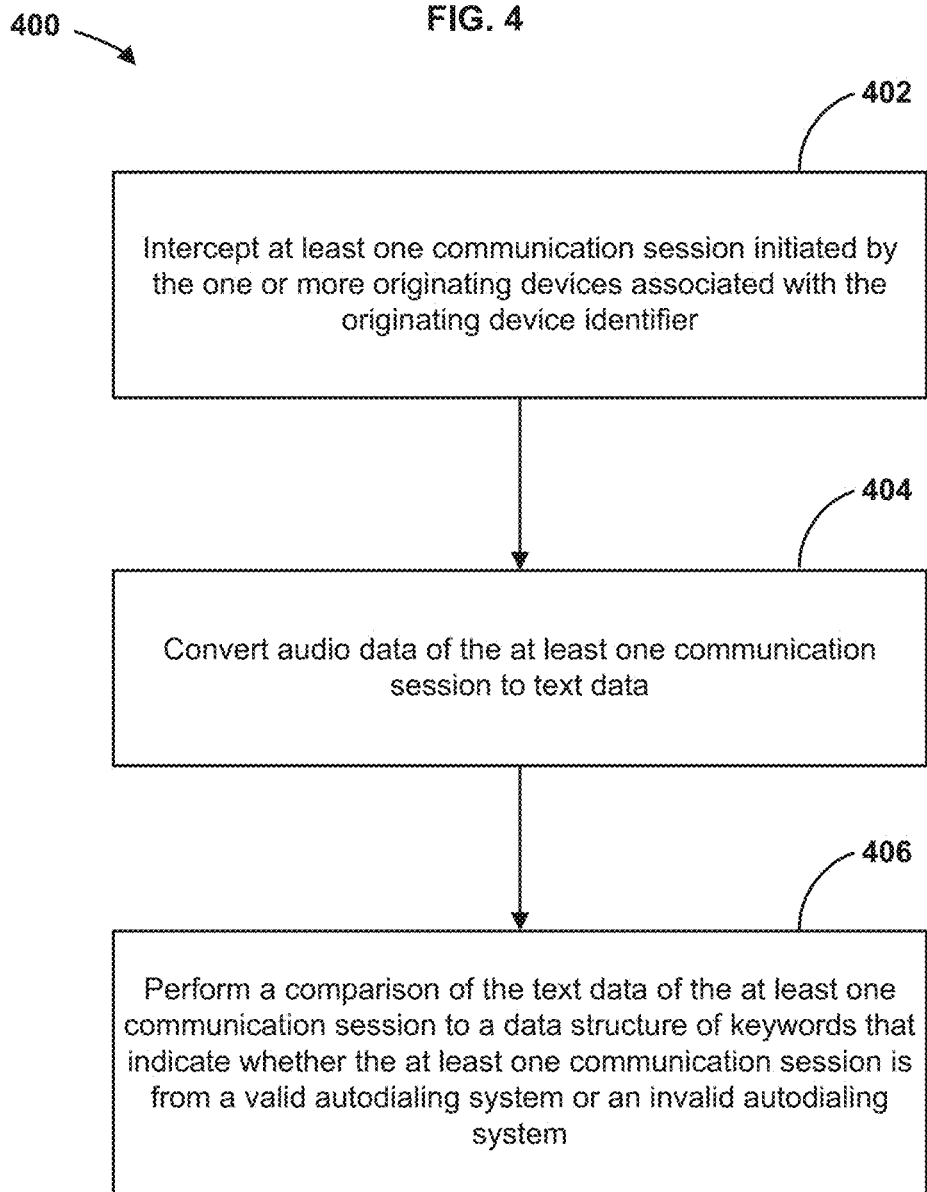 FIG. 4
400
402
Intercept at least one communication session initiated by
the one or more originating devices associated with the
originating device identifier
404
Convert audio data of the at least one communication
session to text data
406
Perform a comparison of the text data of the at least one
communication session to a data structure of keywords that
indicate whether the at least one communication session is
from a valid autodialing system or an invalid autodialing
system